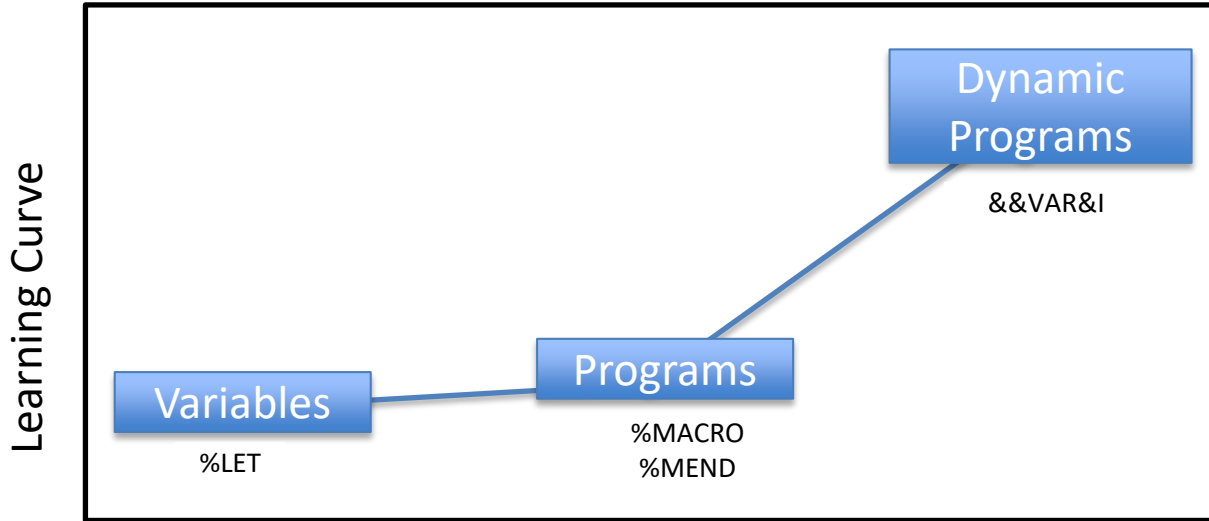 Learning Curve
Variables
%LET
Programs
%MACRO
%MEND
Dynamic
Programs
&&VAR&I